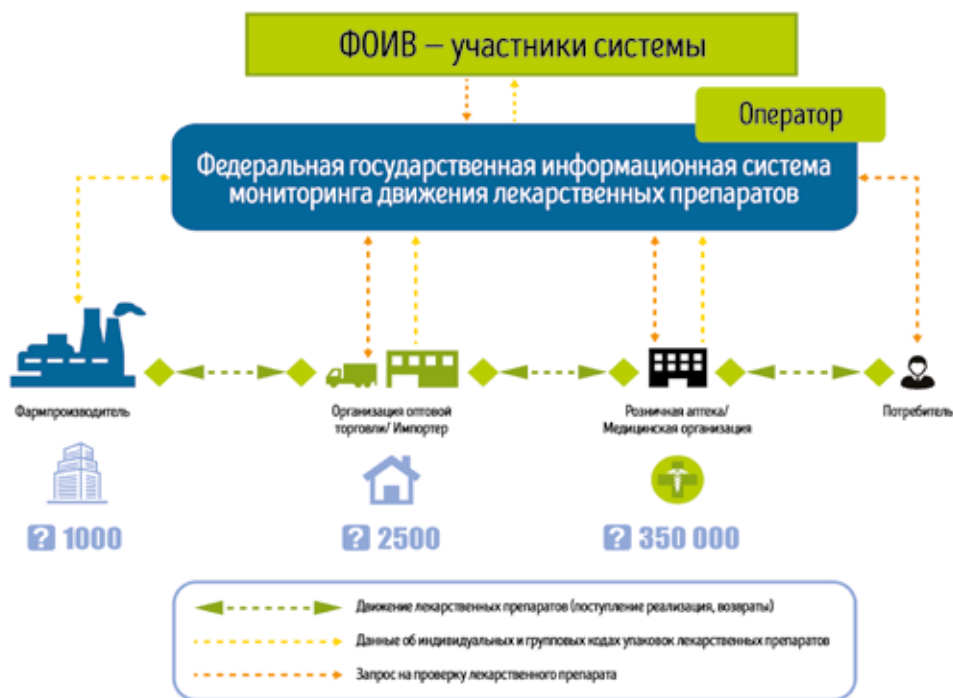 ФОИВ – участники системы
Оператор
Федеральная государственная информационная система
мониторинга движения лекарственных препаратов
Фармпроизводитель
Организация оптовой
торговли/ Импортер
Розничная аптека/
Медицинская организация
Потребитель
? 1000
? 2500
? 350 000
Движение лекарственных препаратов (поступление реализация, возвраты)
Данные об индивидуальных и групповых кодах упаковок лекарственных препаратов
Запрос на проверку лекарственного препарата